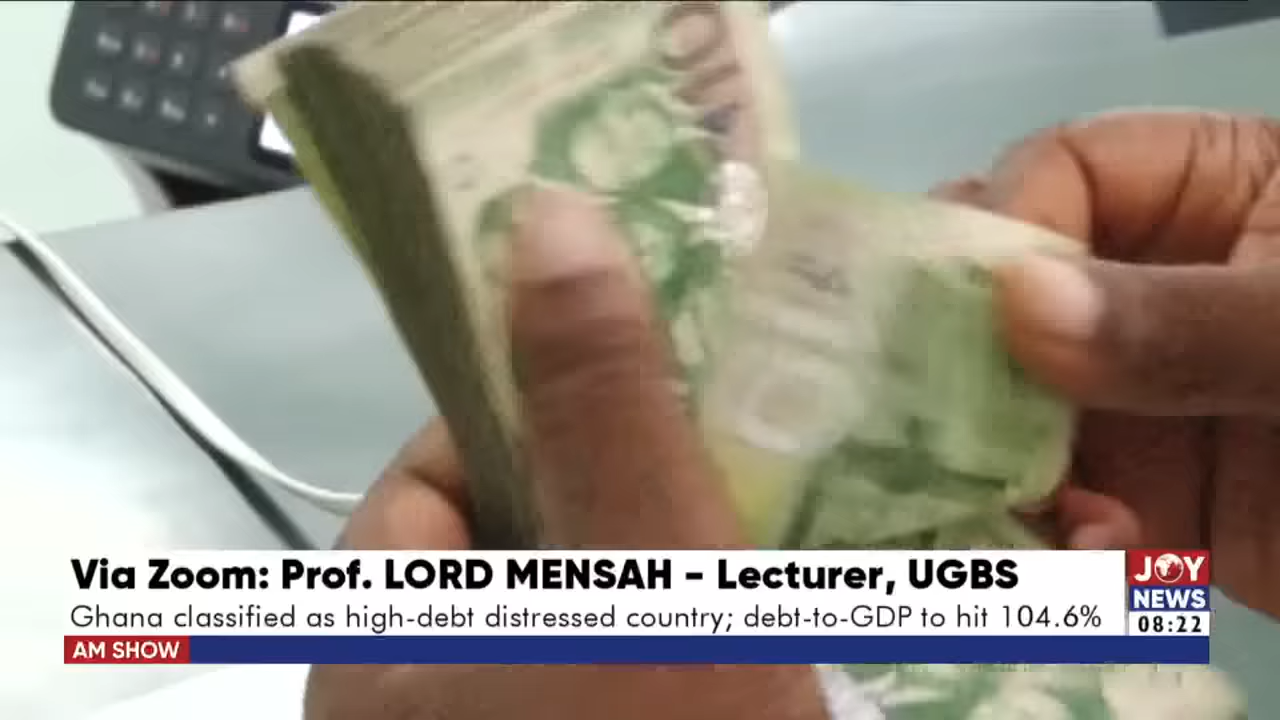 Via Zoom: Prof. LORD MENSAH - Lecturer, UGBS
Ghana classified as high-debt distressed country; debt-to-GDP to hit 104.6%
AM SHOW
JOY
NEWS
08:22